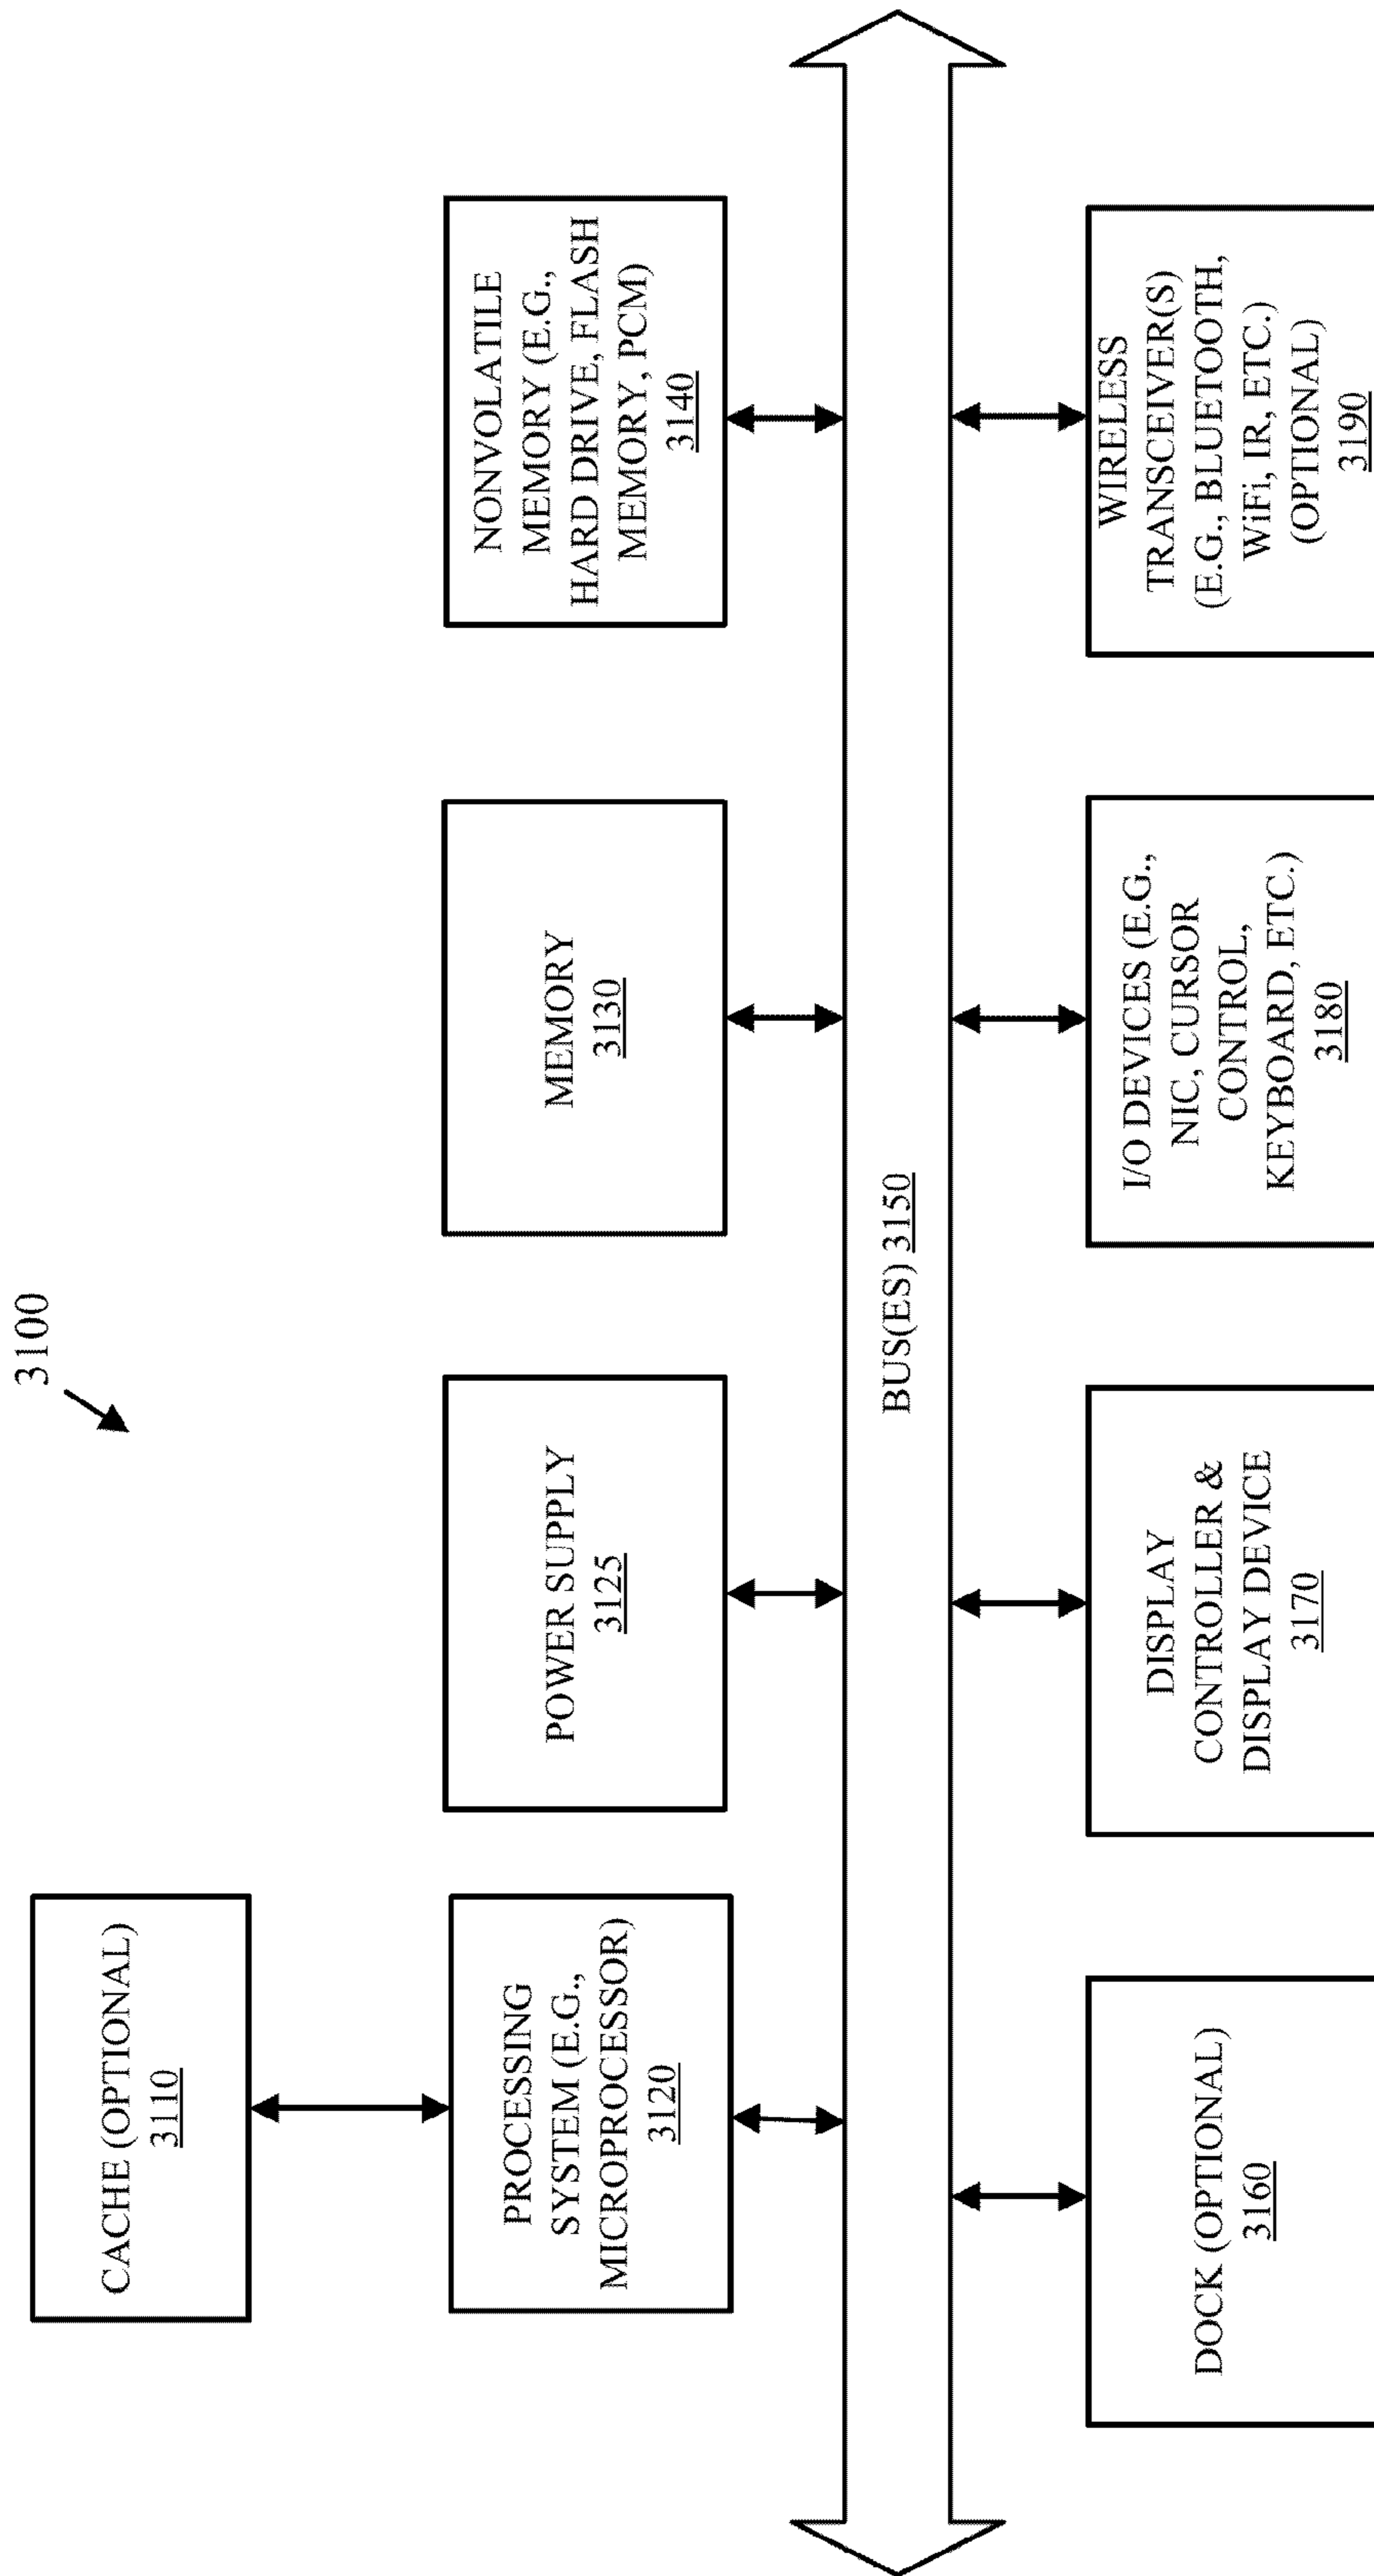 3100
CACHE (OPTIONAL)
3110
PROCESSING
SYSTEM (E.G.,
MICROPROCESSOR)
3120
POWER SUPPLY
3125
MEMORY
3130
NONVOLATILE
MEMORY (E.G.,
HARD DRIVE, FLASH
MEMORY, PCM)
3140
BUS(ES) 3150
DOCK (OPTIONAL)
3160
DISPLAY
CONTROLLER &
DISPLAY DEVICE
3170
I/O DEVICES (E.G.,
NIC, CURSOR
CONTROL,
KEYBOARD, ETC.)
3180
WIRELESS
TRANSCEIVER(S)
(E.G., BLUETOOTH,
WiFi, IR, ETC.)
(OPTIONAL)
3190